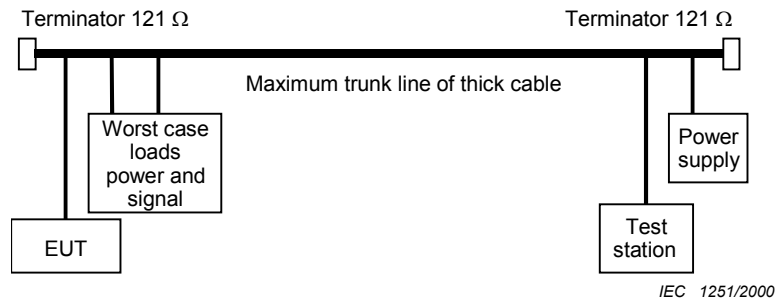 Terminator 121 Ω
Terminator 121 Ω
Maximum trunk line of thick cable
Worst case
loads
power and
signal
Power
supply
EUT
Test
station
IEC 1251/2000